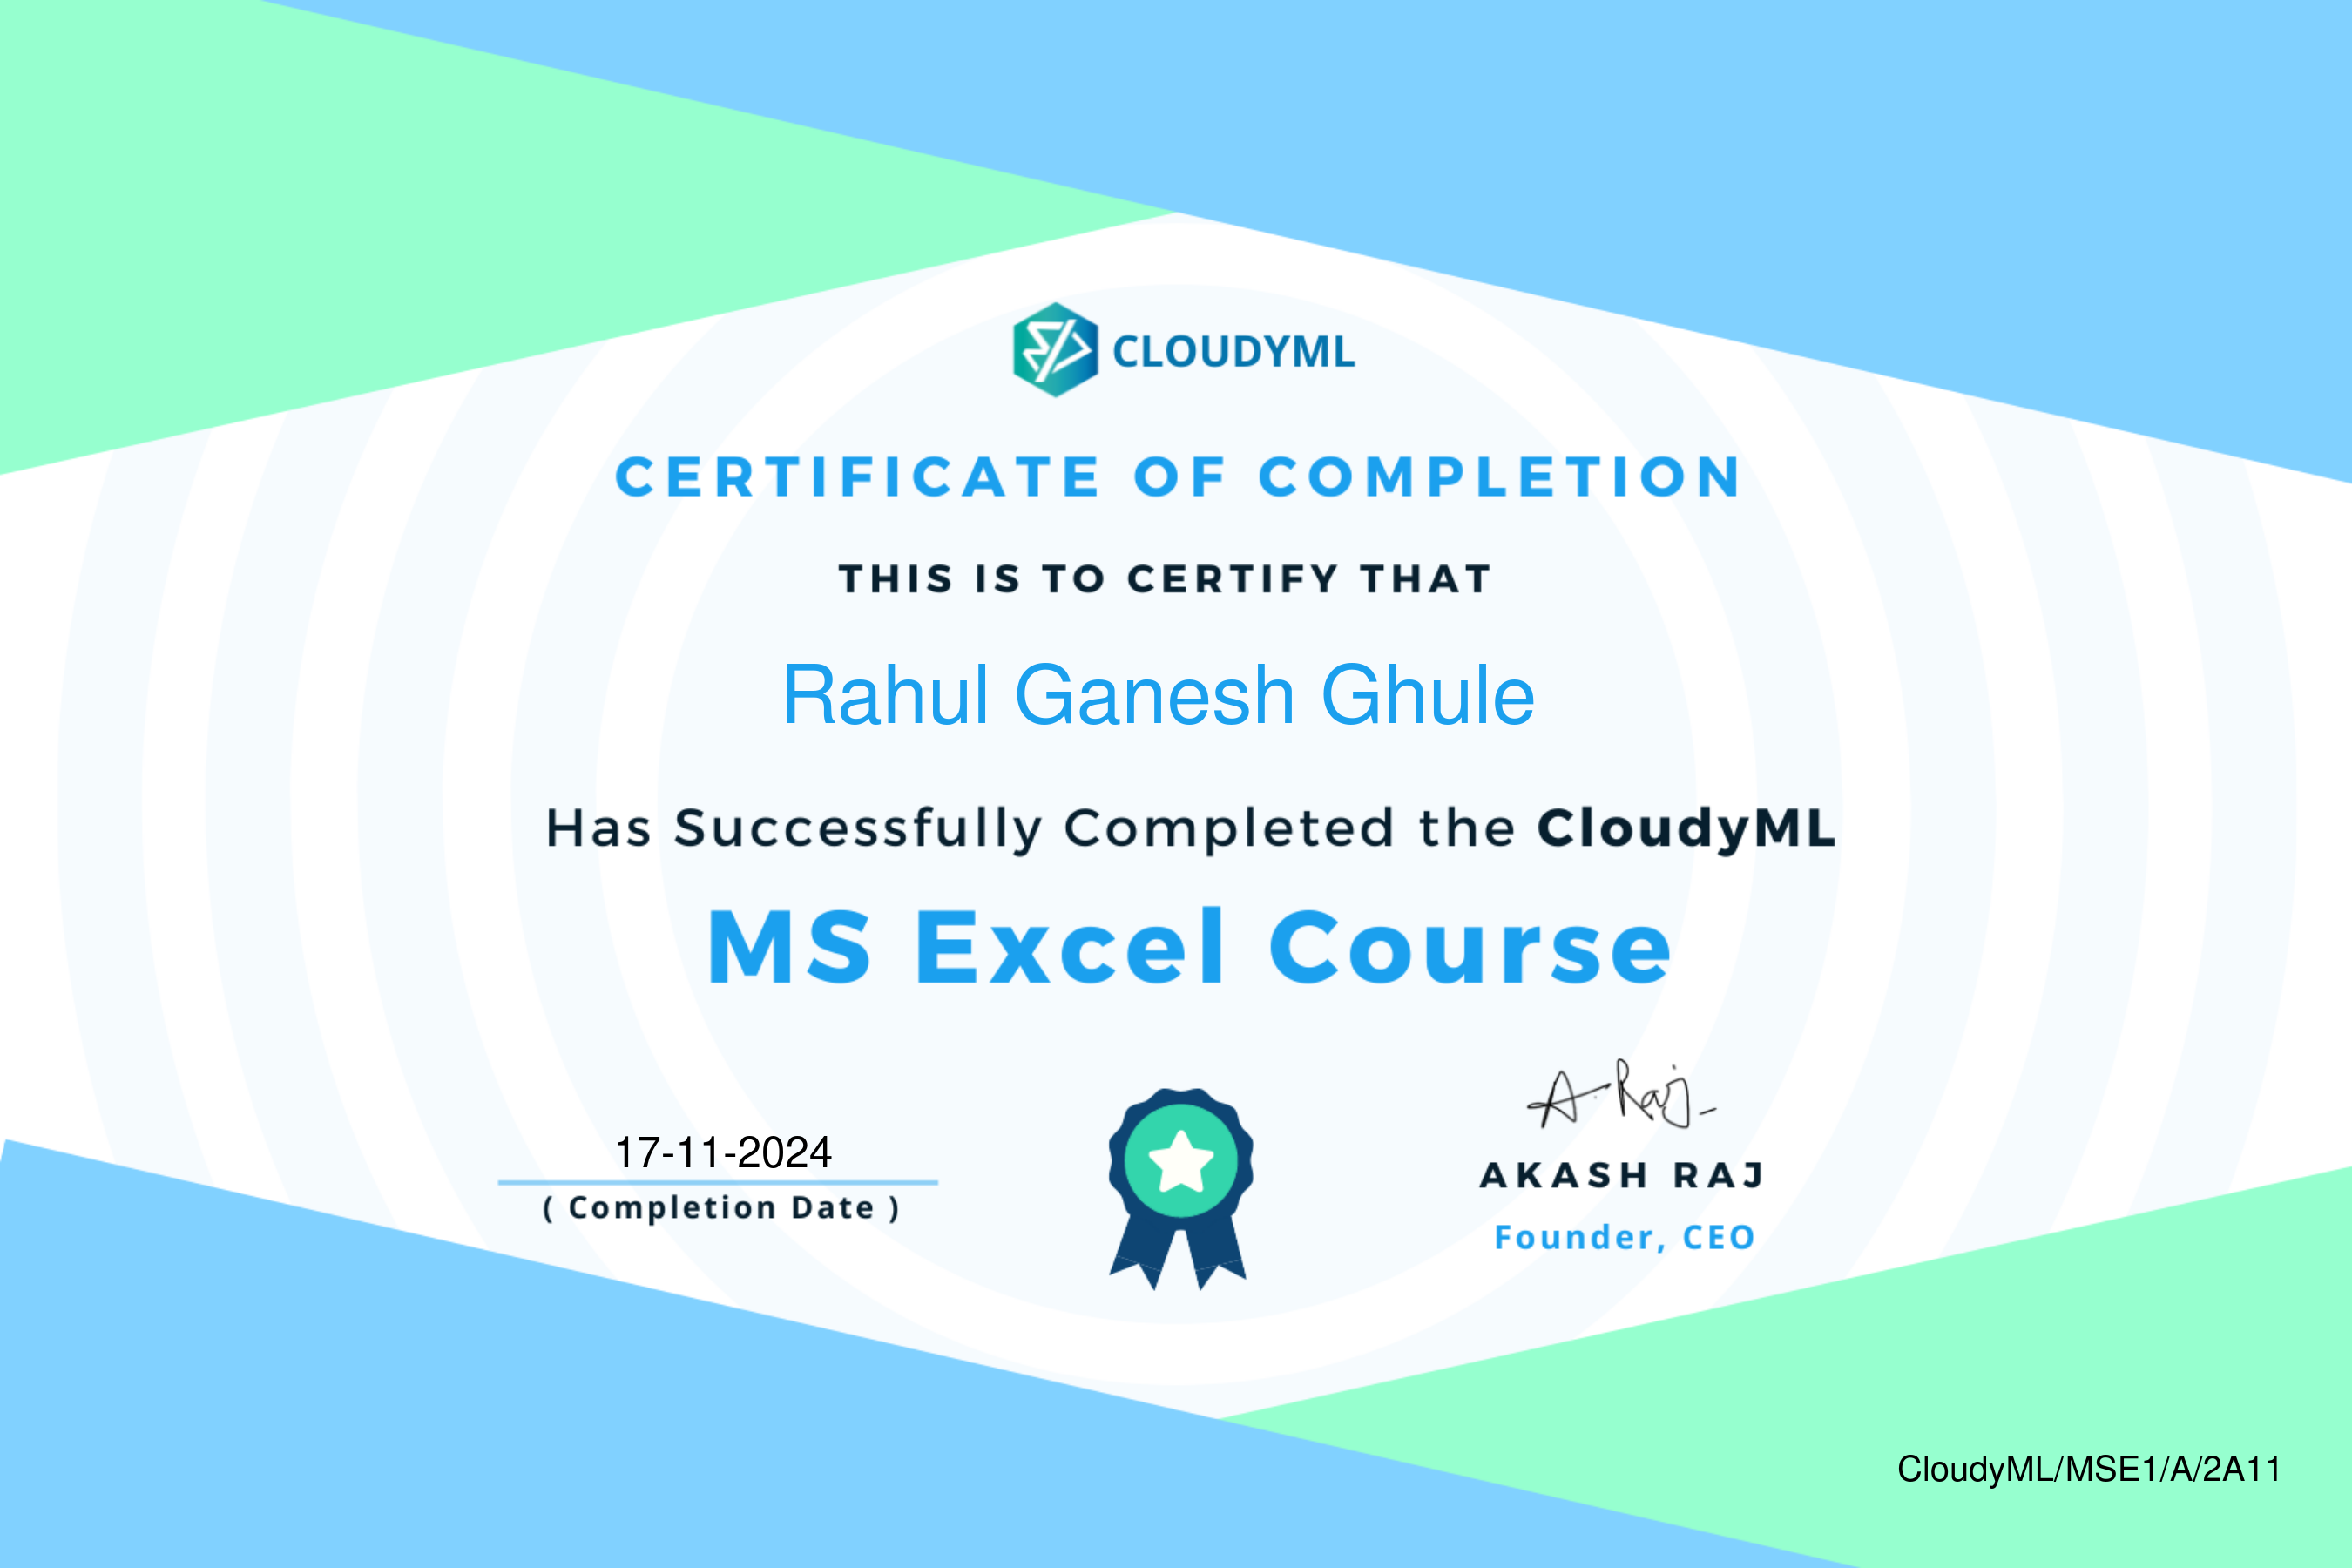 CLOUDYML
CERTIFICATE OF COMPLETION
THIS IS TO CERTIFY THAT
Rahul Ganesh Ghule
Has Successfully Completed the CloudyML
MS Excel Course
A. Raj
17-11-2024
( Completion Date )
AKASH RAJ
Founder, CEO
CloudyML/MSE1/A/2A11